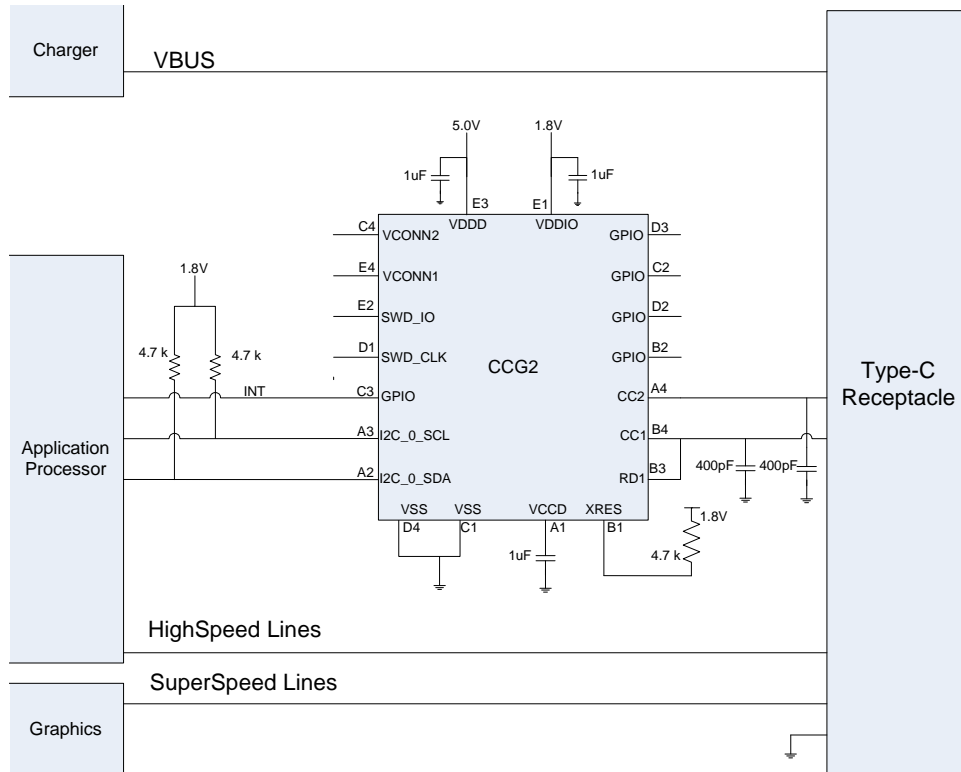 Charger
VBUS
5.0V
1.8V
1uF
1uF
E3
E1
VDDD
VDDIO
C4
VCONN2
GPIO
D3
E4
VCONN1
GPIO
C2
1.8V
E2
SWD_IO
GPIO
D2
4.7 k
4.7 k
D1
SWD_CLK
CCG2
GPIO
B2
Type-C
Receptacle
INT
C3
GPIO
CC2
A4
Application
Processor
A3
I2C_0_SCL
CC1
B4
A2
I2C_0_SDA
RD1
B3
400pF
400pF
VSS
VSS
VCCD
XRES
D4
C1
A1
B1
1.8V
1uF
4.7 k
HighSpeed Lines
SuperSpeed Lines
Graphics